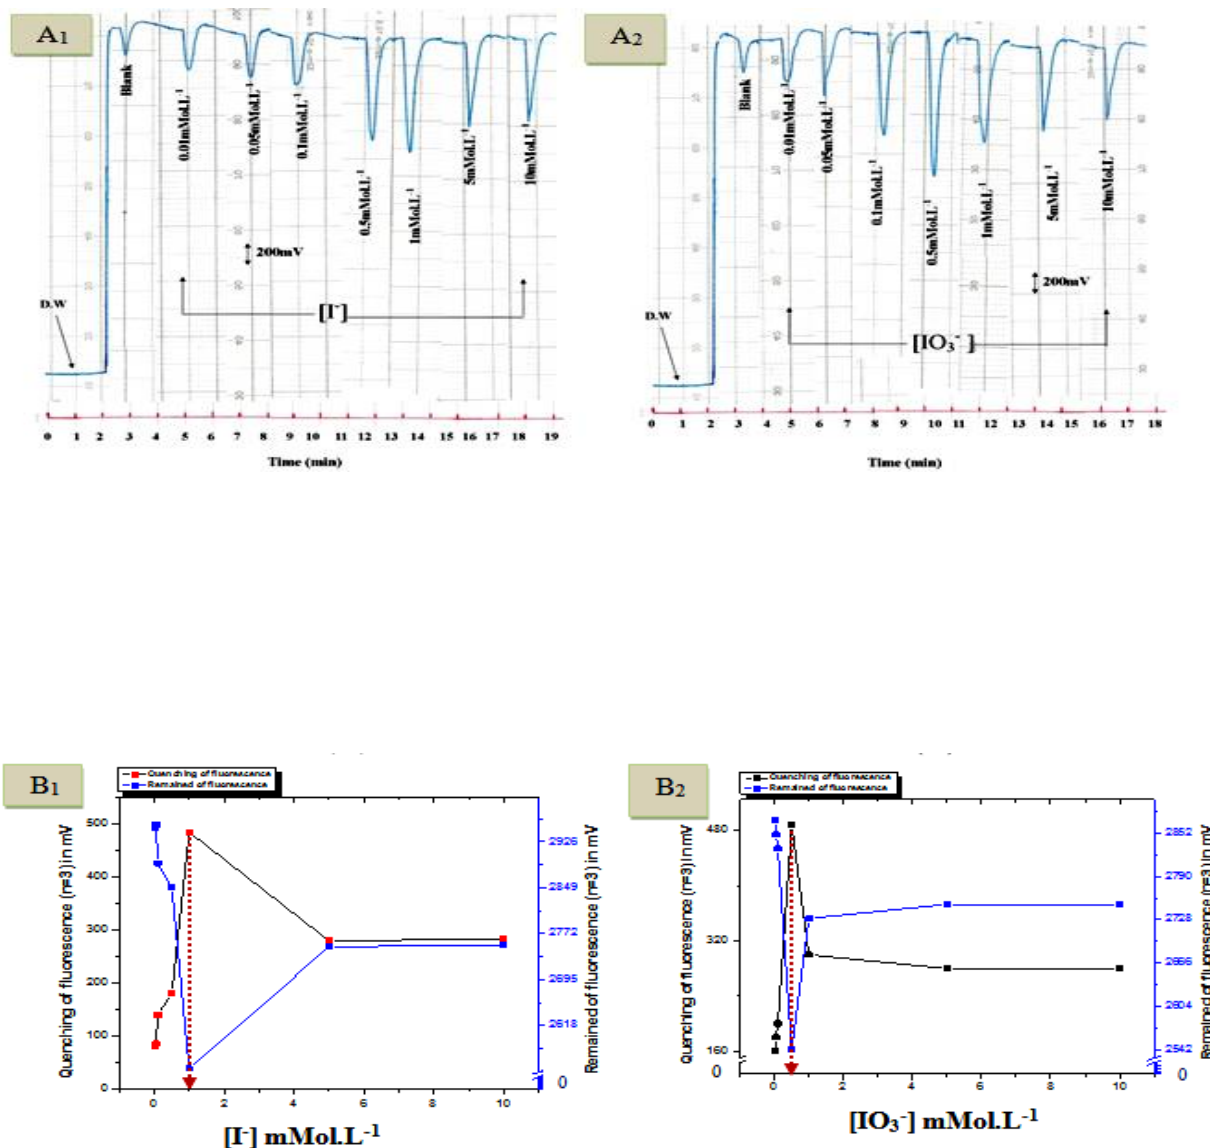 A1
Blank
0.01mMol.L-1
0.05mMol.L-1
0.1mMol.L-1
0.5mMol.L-1
1mMol.L-1
5mMol.L-1
10mMol.L-1
200mV
D.W
[I-]
0 1 2 3 4 5 6 7 8 9 10 11 12 13 14 15 16 17 18 19
Time (min)
A2
Blank
0.01mMol.L-1
0.05mMol.L-1
0.1mMol.L-1
0.5mMol.L-1
1mMol.L-1
5mMol.L-1
10mMol.L-1
200mV
D.W
[IO3- ]
0 1 2 3 4 5 6 7 8 9 10 11 12 13 14 15 16 17 18
Time (min)
B1
Quenching of fluorescence
Remained of fluorescence
Quenching of fluorescence (n=3) in mV
500
400
300
200
100
0
2926
2849
2772
2695
2618
0
Remained of fluorescence (n=3) in mV
0 2 4 6 8 10
[I-] mMol.L-1
B2
Quenching of fluorescence
Remained of fluorescence
Quenching of fluorescence (n=3) in mV
480
320
160
0
2852
2790
2728
2666
2604
2542
0
Remained of fluorescence (n=3) in mV
0 2 4 6 8 10
[IO3-] mMol.L-1